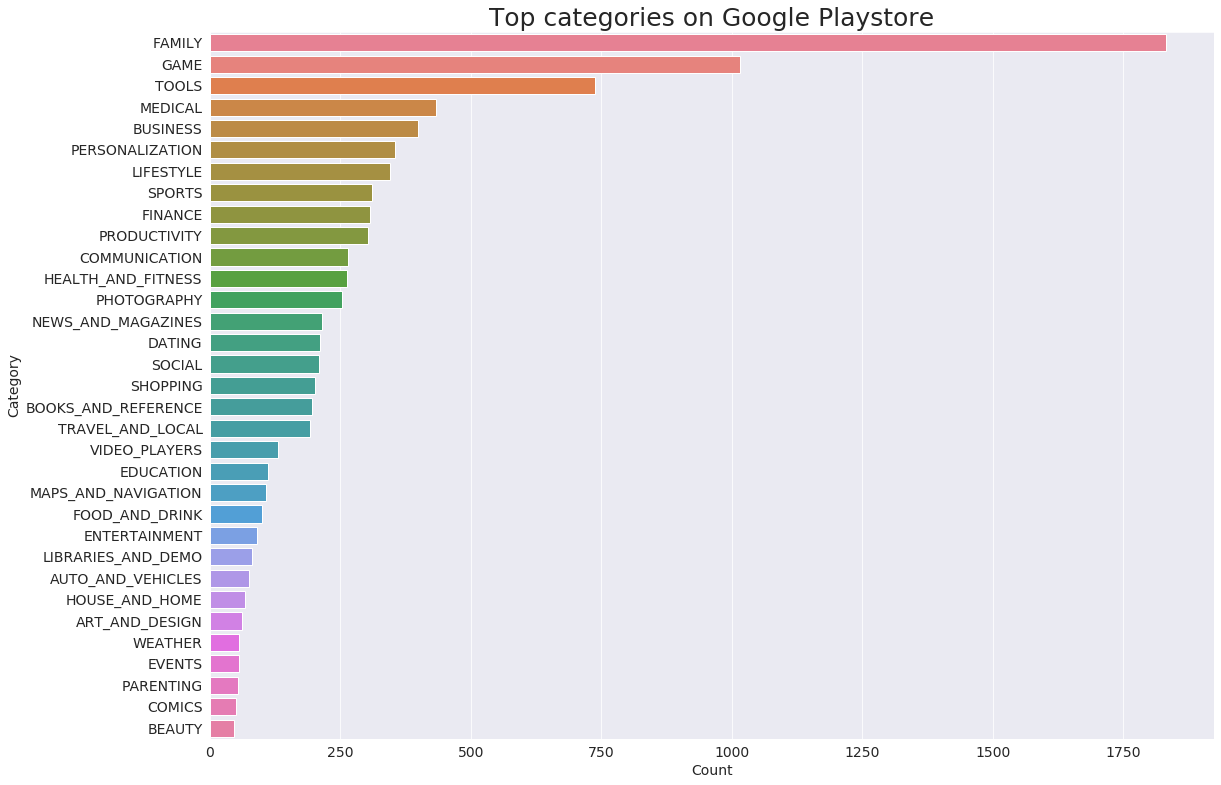 Top categories on Google Playstore
Category
FAMILY
GAME
TOOLS
MEDICAL
BUSINESS
PERSONALIZATION
LIFESTYLE
SPORTS
FINANCE
PRODUCTIVITY
COMMUNICATION
HEALTH_AND_FITNESS
PHOTOGRAPHY
NEWS_AND_MAGAZINES
DATING
SOCIAL
SHOPPING
BOOKS_AND_REFERENCE
TRAVEL_AND_LOCAL
VIDEO_PLAYERS
EDUCATION
MAPS_AND_NAVIGATION
FOOD_AND_DRINK
ENTERTAINMENT
LIBRARIES_AND_DEMO
AUTO_AND_VEHICLES
HOUSE_AND_HOME
ART_AND_DESIGN
WEATHER
EVENTS
PARENTING
COMICS
BEAUTY
0 250 500 750 1000 1250 1500 1750
Count